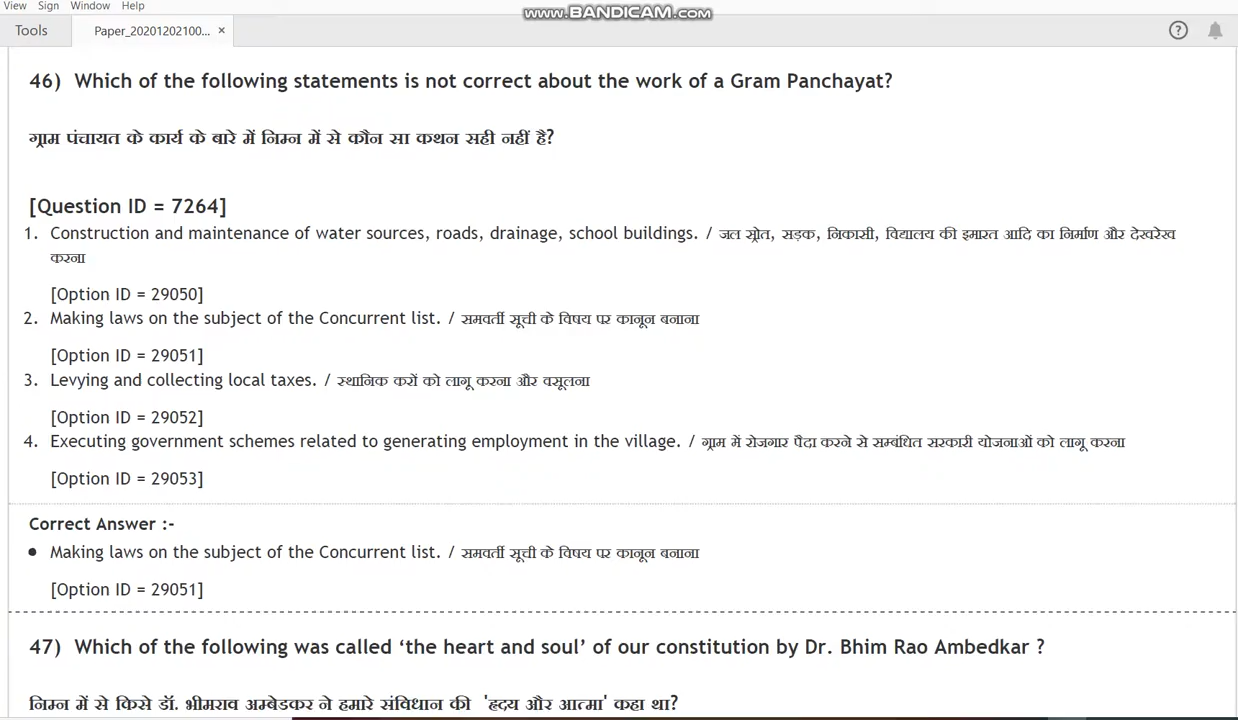 View Sign Window Help
www.BANDICAM.com
Tools Paper_20201202100... ×
46) Which of the following statements is not correct about the work of a Gram Panchayat?
ग्राम पंचायत के कार्य के बारे में निम्न में से कौन सा कथन सही नहीं है?
[Question ID = 7264]
1. Construction and maintenance of water sources, roads, drainage, school buildings. / जल स्रोत, सड़क, निकासी, विद्यालय की इमारत आदि का निर्माण और देखरेख
करना
[Option ID = 29050]
2. Making laws on the subject of the Concurrent list. / समवर्ती सूची के विषय पर कानून बनाना
[Option ID = 29051]
3. Levying and collecting local taxes. / स्थानिक करों को लागू करना और वसूलना
[Option ID = 29052]
4. Executing government schemes related to generating employment in the village. / ग्राम में रोजगार पैदा करने से सम्बंधित सरकारी योजनाओं को लागू करना
[Option ID = 29053]
Correct Answer :-
• Making laws on the subject of the Concurrent list. / समवर्ती सूची के विषय पर कानून बनाना
[Option ID = 29051]
47) Which of the following was called ‘the heart and soul’ of our constitution by Dr. Bhim Rao Ambedkar ?
निम्न में से किसे डॉ. भीमराव अम्बेडकर ने हमारे संविधान की 'हृदय और आत्मा' कहा था?